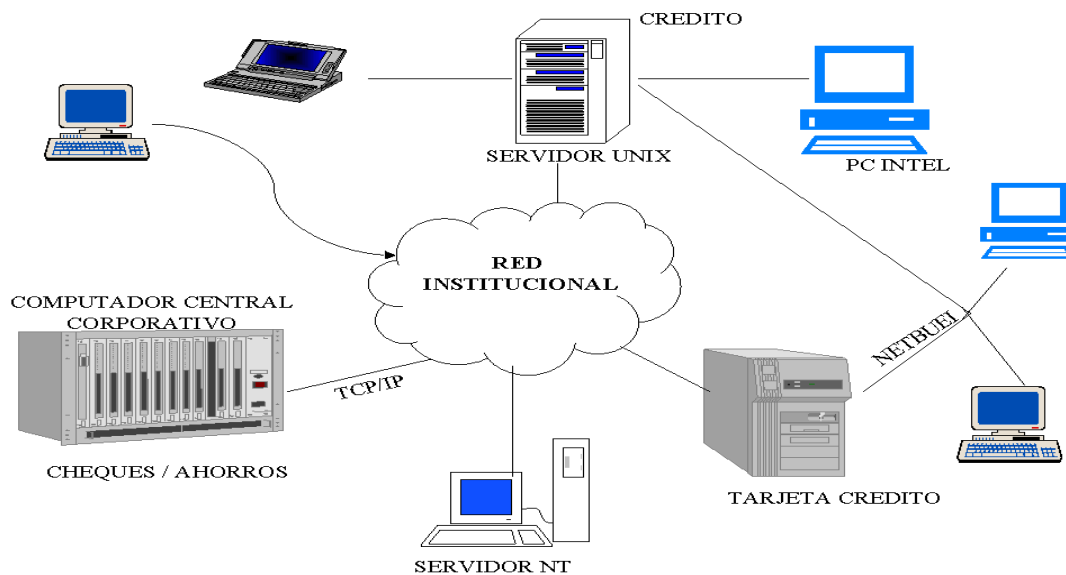 CREDITO
SERVIDOR UNIX
PC INTEL
RED
INSTITUCIONAL
COMPUTADOR CENTRAL
CORPORATIVO
TCP/IP
NETBUEI
CHEQUES / AHORROS
TARJETA CREDITO
SERVIDOR NT